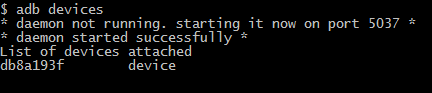 $ adb devices
* daemon not running. starting it now on port 5037 *
* daemon started successfully *
List of devices attached
db8a193f        device